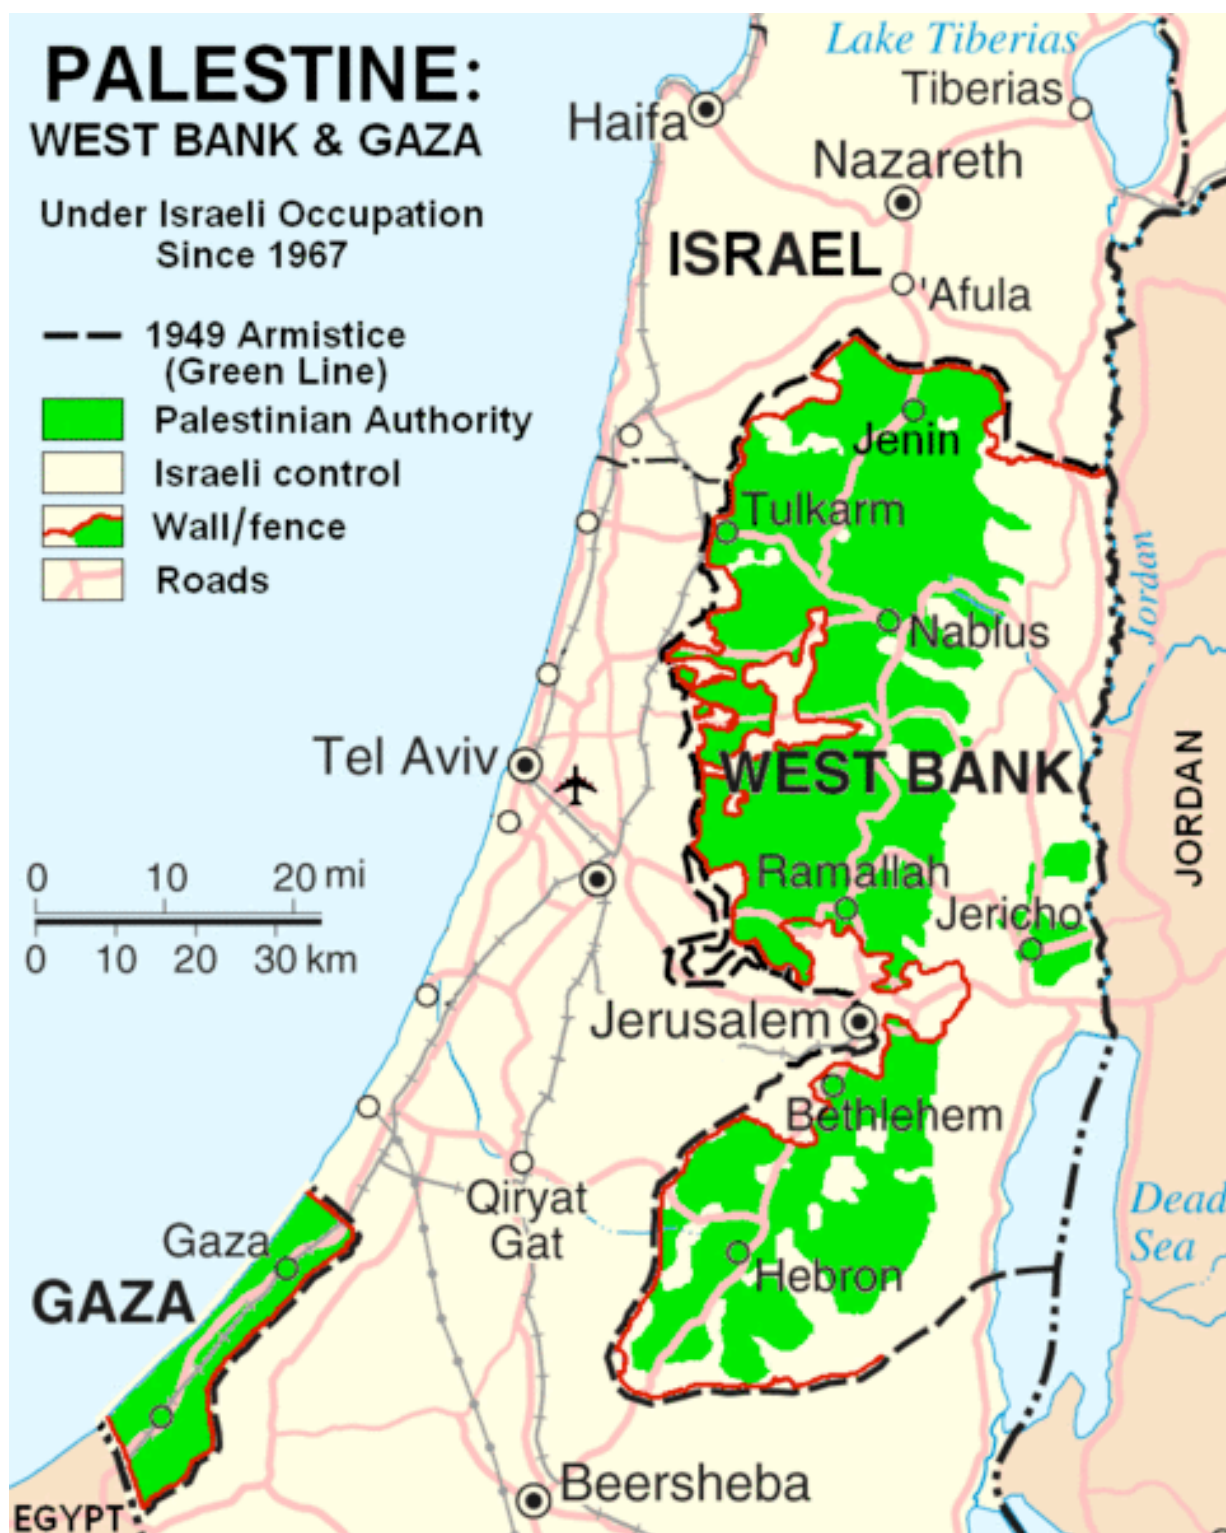 PALESTINE:
WEST BANK & GAZA
Under Israeli Occupation
Since 1967
1949 Armistice
(Green Line)
Palestinian Authority
Israeli control
Wall/fence
Roads
Lake Tiberias
Tiberias
Haifa
Nazareth
ISRAEL
'Afula
Jenin
Tulkarm
Jordan
Nablus
Tel Aviv
WEST BANK
JORDAN
0 10 20 mi
0 10 20 30 km
Ramallah
Jericho
Jerusalem
Bethlehem
Qiryat
Gat
Dead
Sea
Gaza
GAZA
Hebron
Beersheba
EGYPT